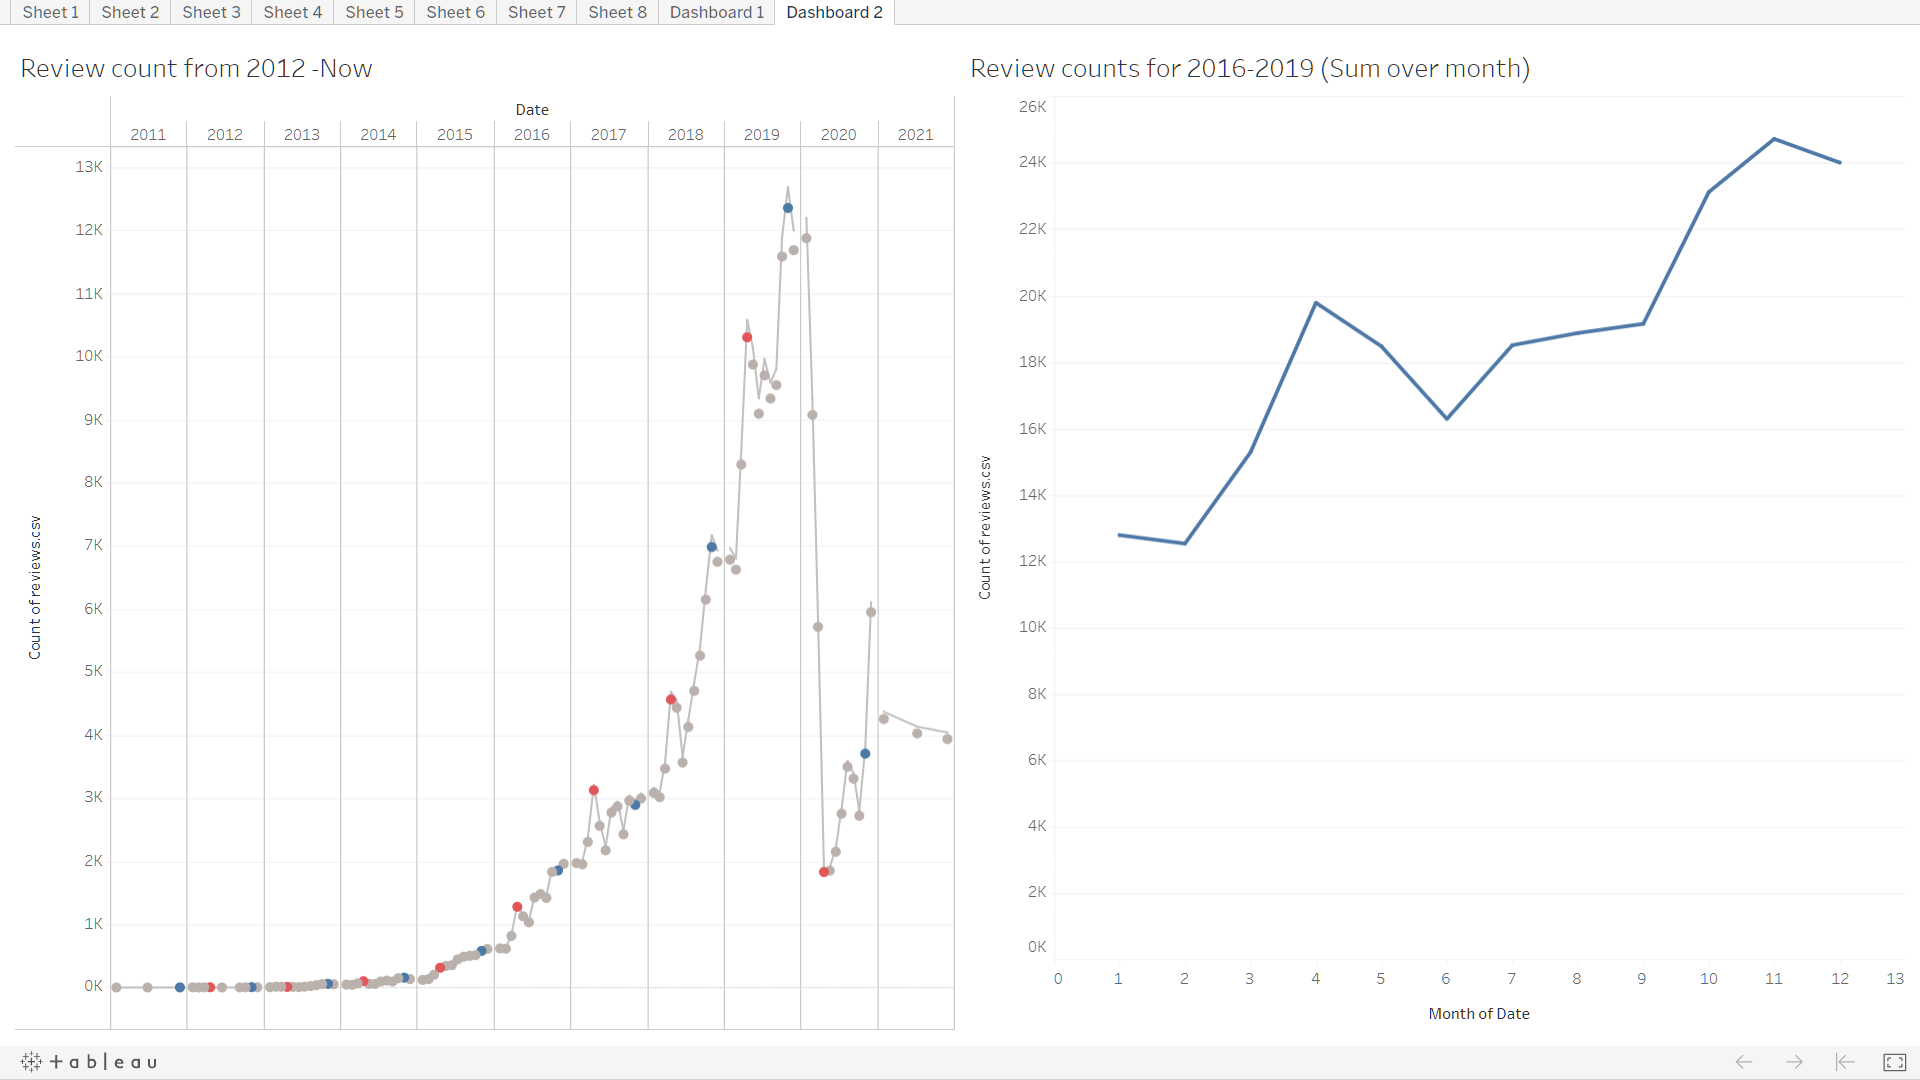 Sheet 1 Sheet 2 Sheet 3 Sheet 4 Sheet 5 Sheet 6 Sheet 7 Sheet 8 Dashboard 1 Dashboard 2
Review count from 2012 -Now
Date
2011 2012 2013 2014 2015 2016 2017 2018 2019 2020 2021
13K
12K
11K
10K
9K
8K
7K
6K
5K
4K
3K
2K
1K
0K
Count of reviews.csv
Review counts for 2016-2019 (Sum over month)
26K
24K
22K
20K
18K
16K
14K
12K
10K
8K
6K
4K
2K
0K
Count of reviews.csv
0 1 2 3 4 5 6 7 8 9 10 11 12 13
Month of Date
+ableau